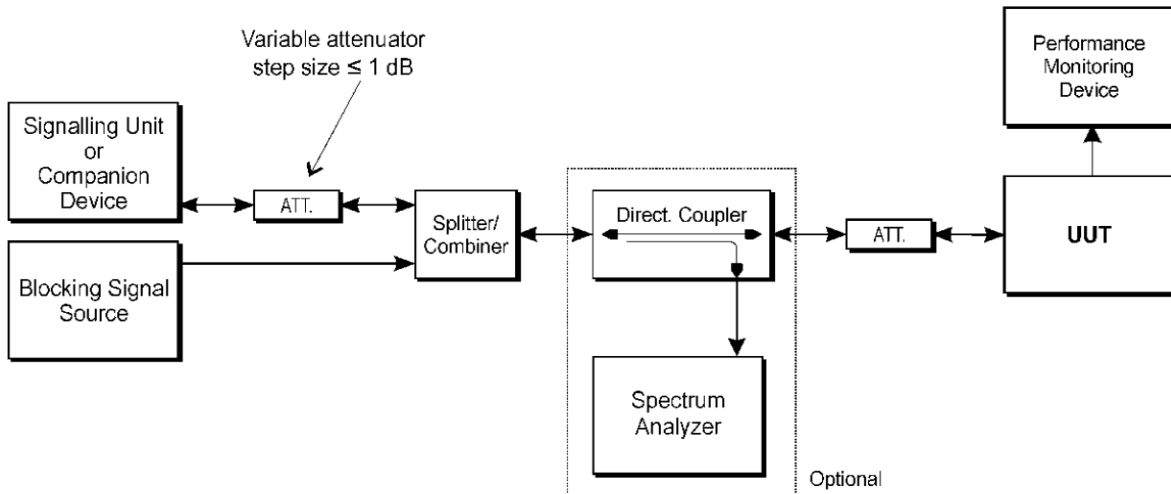 Variable attenuator
step size ≤ 1 dB
Signalling Unit
or
Companion
Device
ATT.
Blocking Signal
Source
Splitter/
Combiner
Direct. Coupler
Spectrum
Analyzer
Optional
ATT.
Performance
Monitoring
Device
UUT